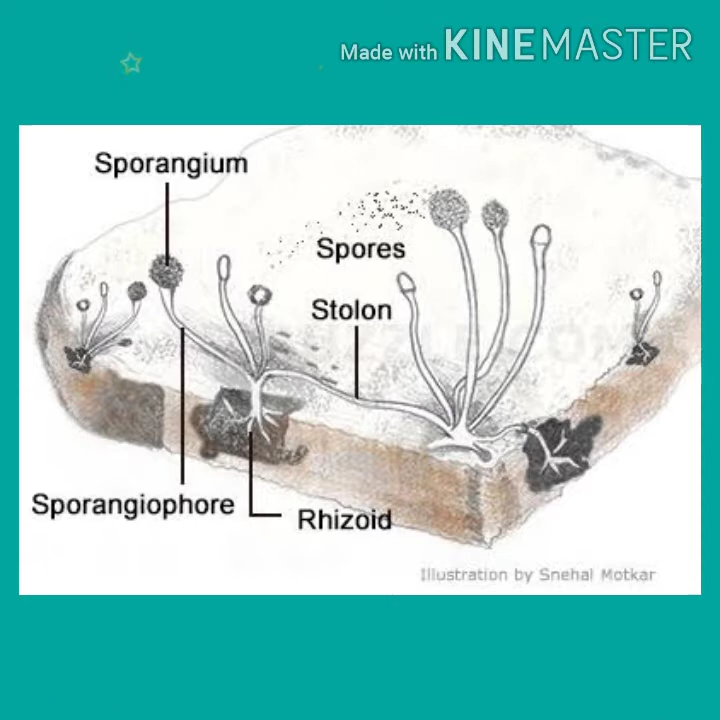 Made with KINEMASTER
Sporangium
Spores
Stolon
Sporangiophore
Rhizoid
Illustration by Snehal Motkar